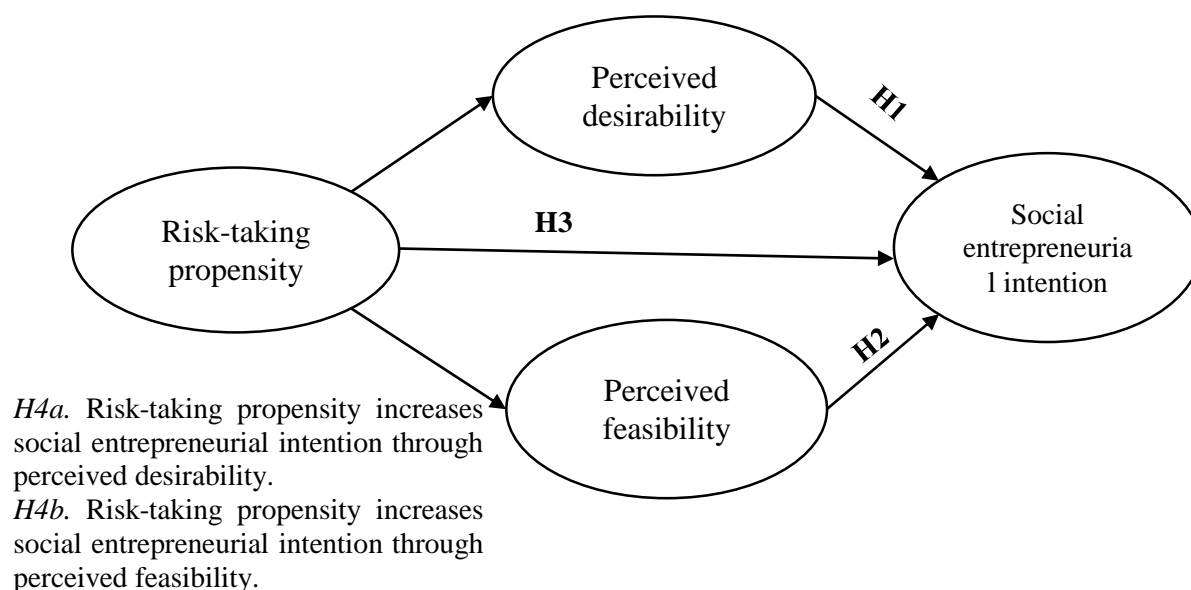 Perceived
desirability
H1
Risk-taking
propensity
H3
Social
entrepreneuria
l intention
H2
Perceived
feasibility
H4a. Risk-taking propensity increases
social entrepreneurial intention through
perceived desirability.
H4b. Risk-taking propensity increases
social entrepreneurial intention through
perceived feasibility.